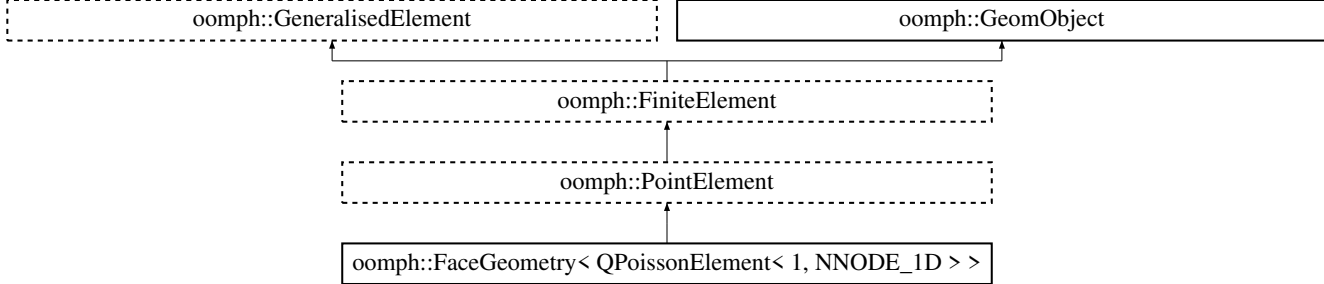 oomph::GeneralisedElement
oomph::GeomObject
oomph::FiniteElement
oomph::PointElement
oomph::FaceGeometry< QPoissonElement< 1, NNODE_1D > >